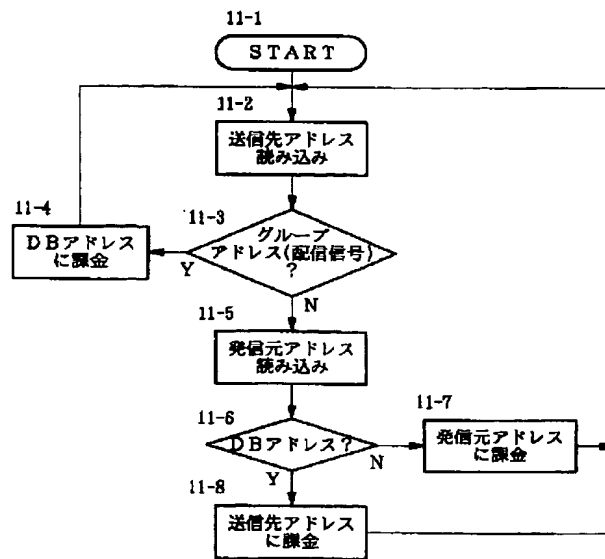 11-1
START
11-2
送信先アドレス
読み込み
11-4
DBアドレス
に課金
11-3
グループ
アドレス(配信信号)
?
Y
N
11-5
発信元アドレス
読み込み
11-6
DBアドレス?
N
Y
11-7
発信元アドレス
に課金
11-8
送信先アドレス
に課金